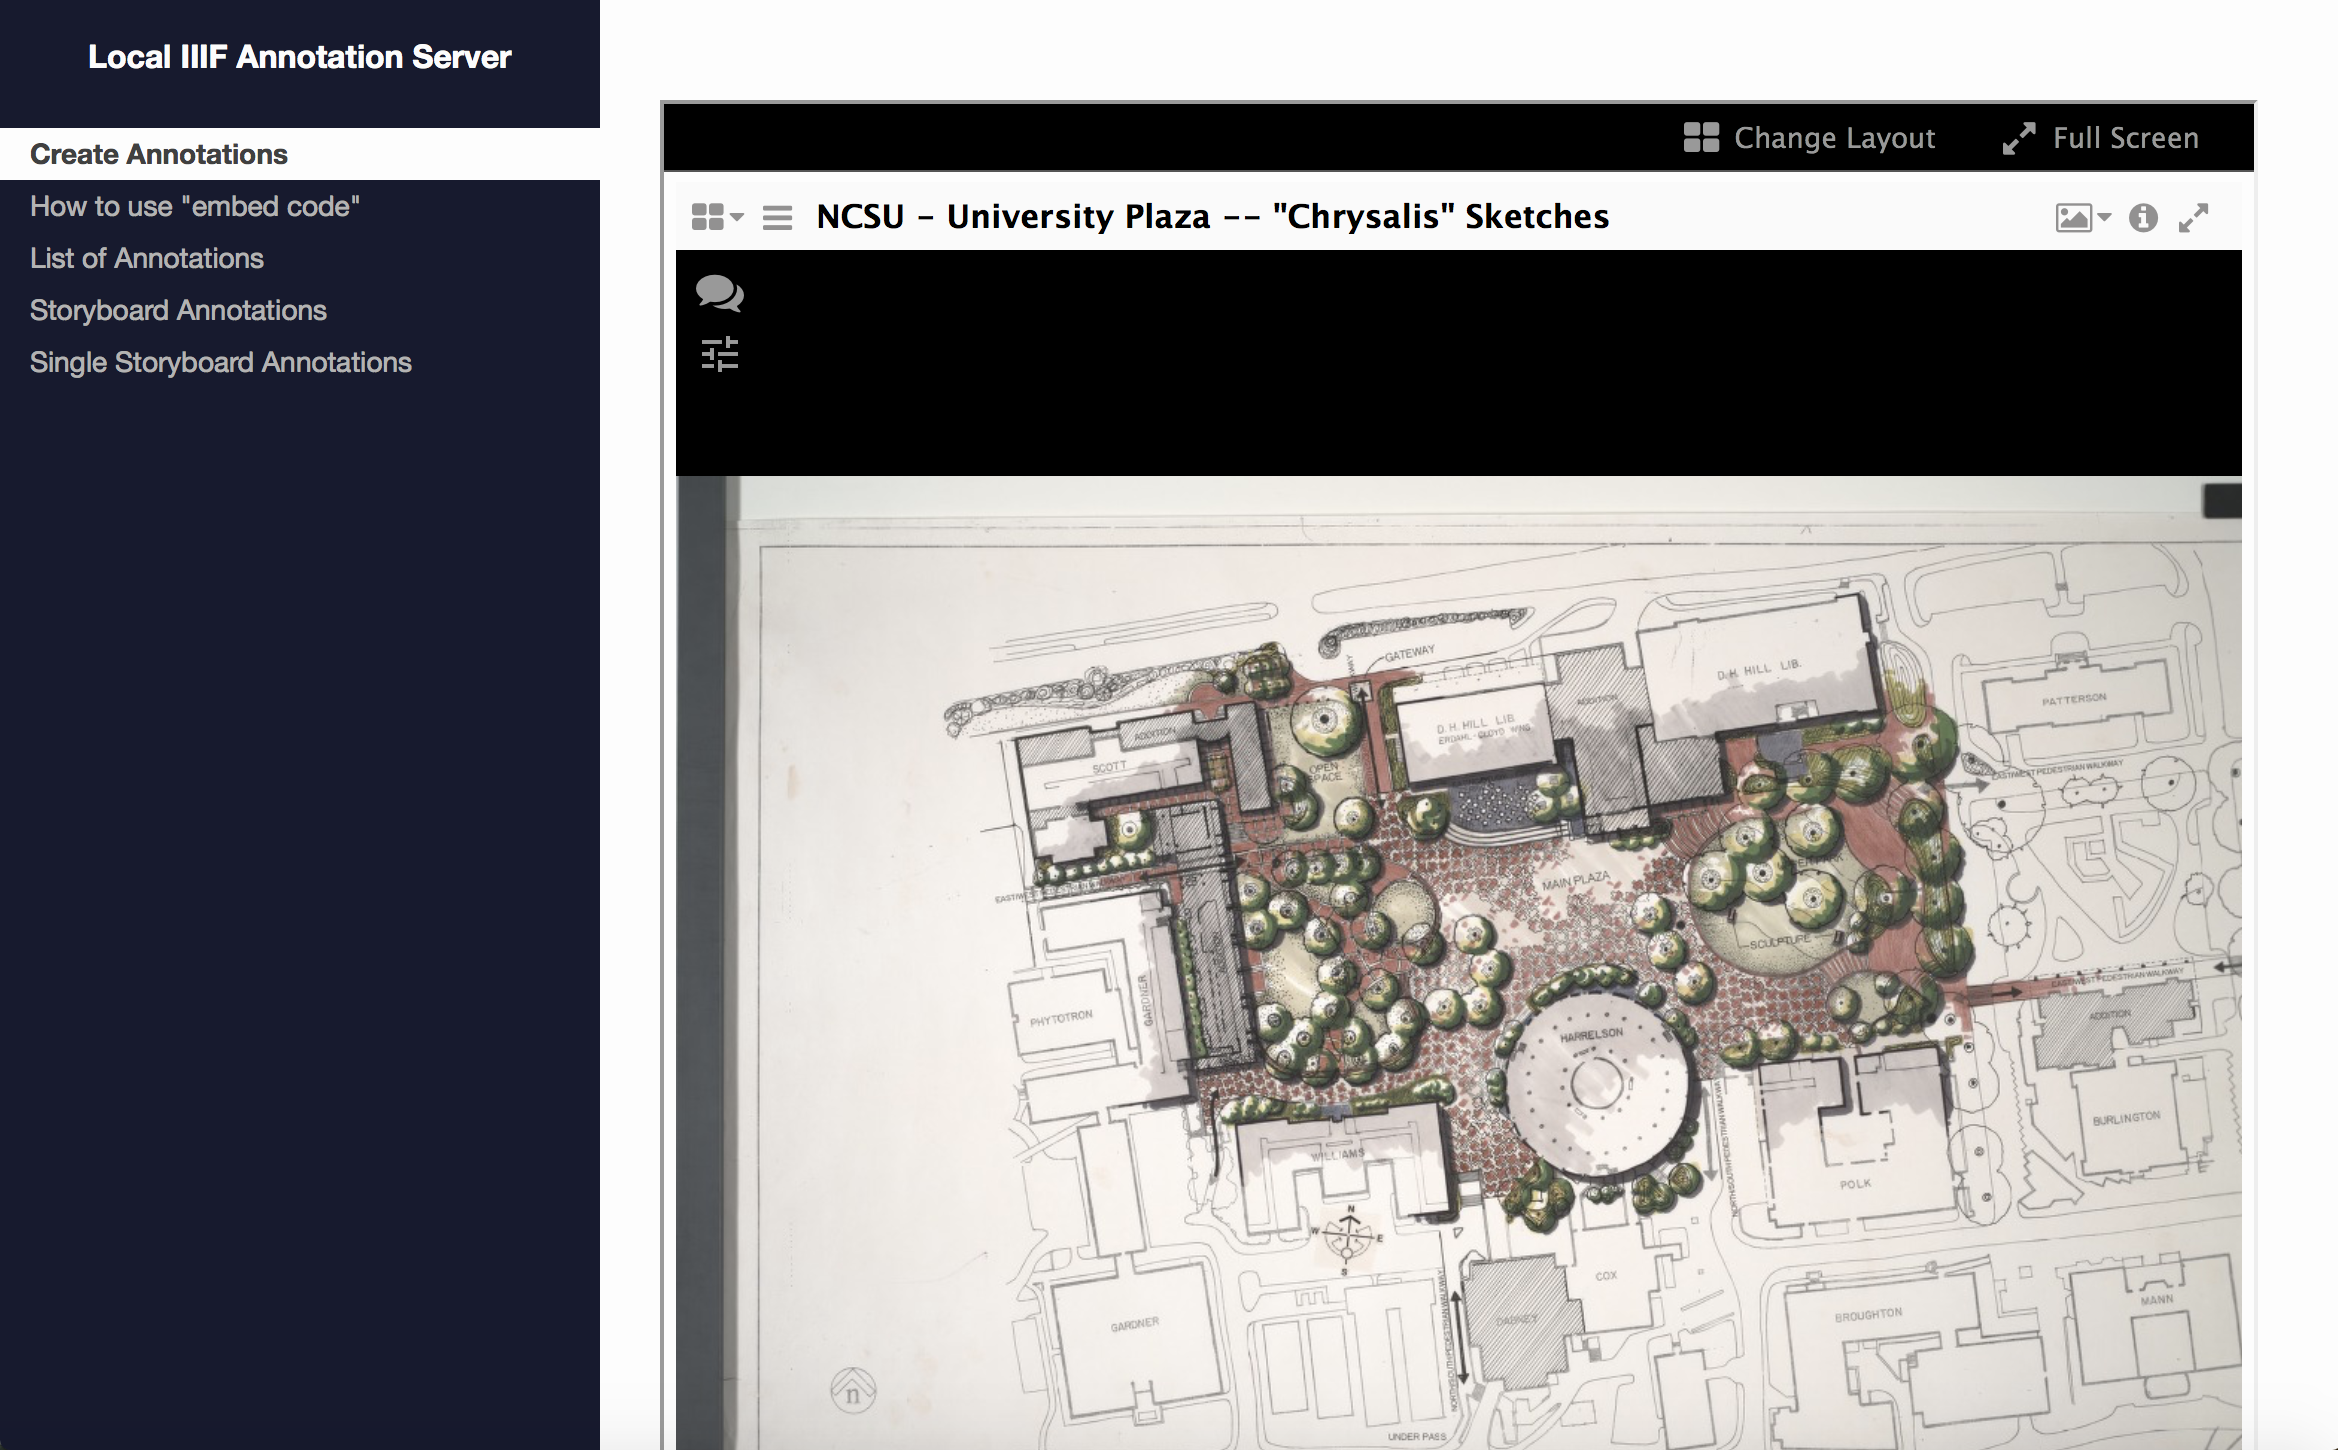 Local IIIF Annotation Server
Create Annotations
How to use "embed code"
List of Annotations
Storyboard Annotations
Single Storyboard Annotations
Change Layout
Full Screen
NCSU - University Plaza -- "Chrysalis" Sketches
GATEWAY
D.H. HILL LIB.
ADDITION
PATTERSON
D.H. HILL LIB
ERDAHL-CLOYD WING
ADDITION
SCOTT
OPEN
SPACE
EAST/WEST PEDESTRIAN WALKWAY
MAIN PLAZA
SCULPTURE
EAST/WEST PEDESTRIAN WALKWAY
GARDNER
PHYTOTRON
ADDITION
HARRELSON
NORTH/SOUTH PEDESTRIAN WALKWAY
BURLINGTON
WILLIAMS
POLK
N
W
E
S
COX
GARDNER
DABNEY
NORTH/SOUTH PEDESTRIAN WALKWAY
BROUGHTON
MANN
n
UNDER PASS